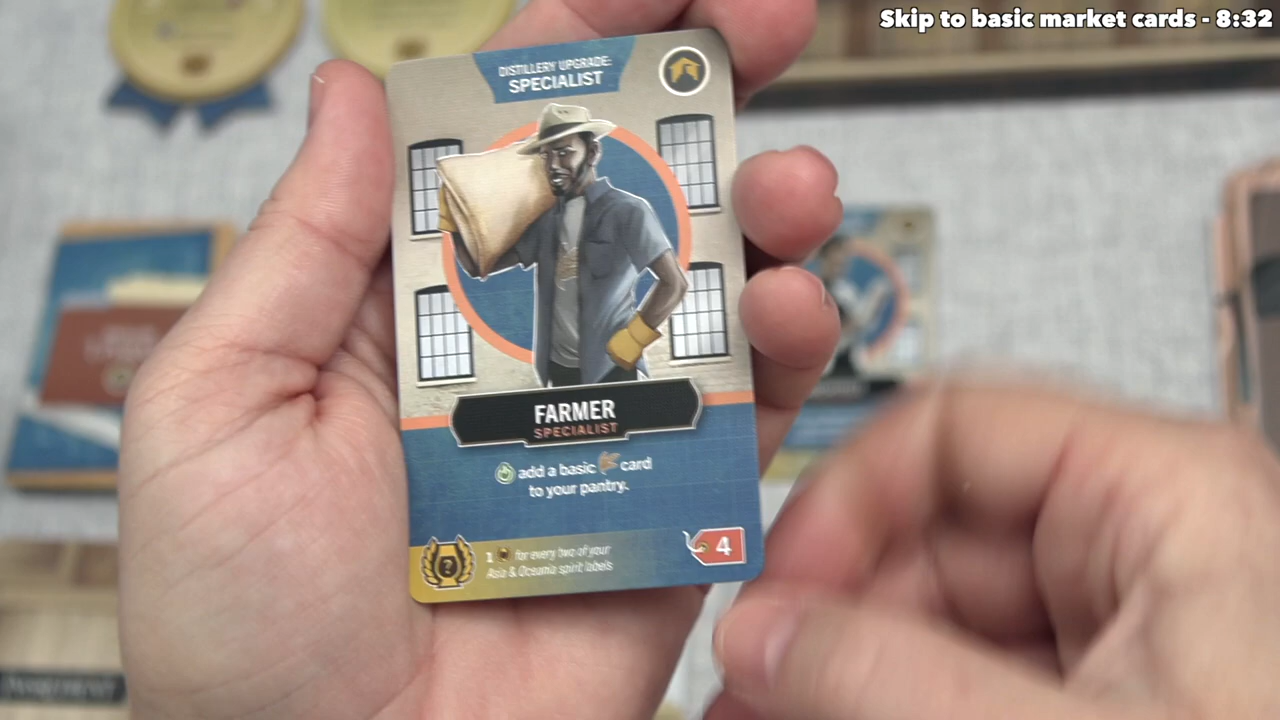 Skip to basic market cards - 8:32
DISTILLERY UPGRADE:
SPECIALIST
FARMER
SPECIALIST
add a basic card
to your pantry.
?
1 for every two of your
Asia & Oceania spirit labels
4